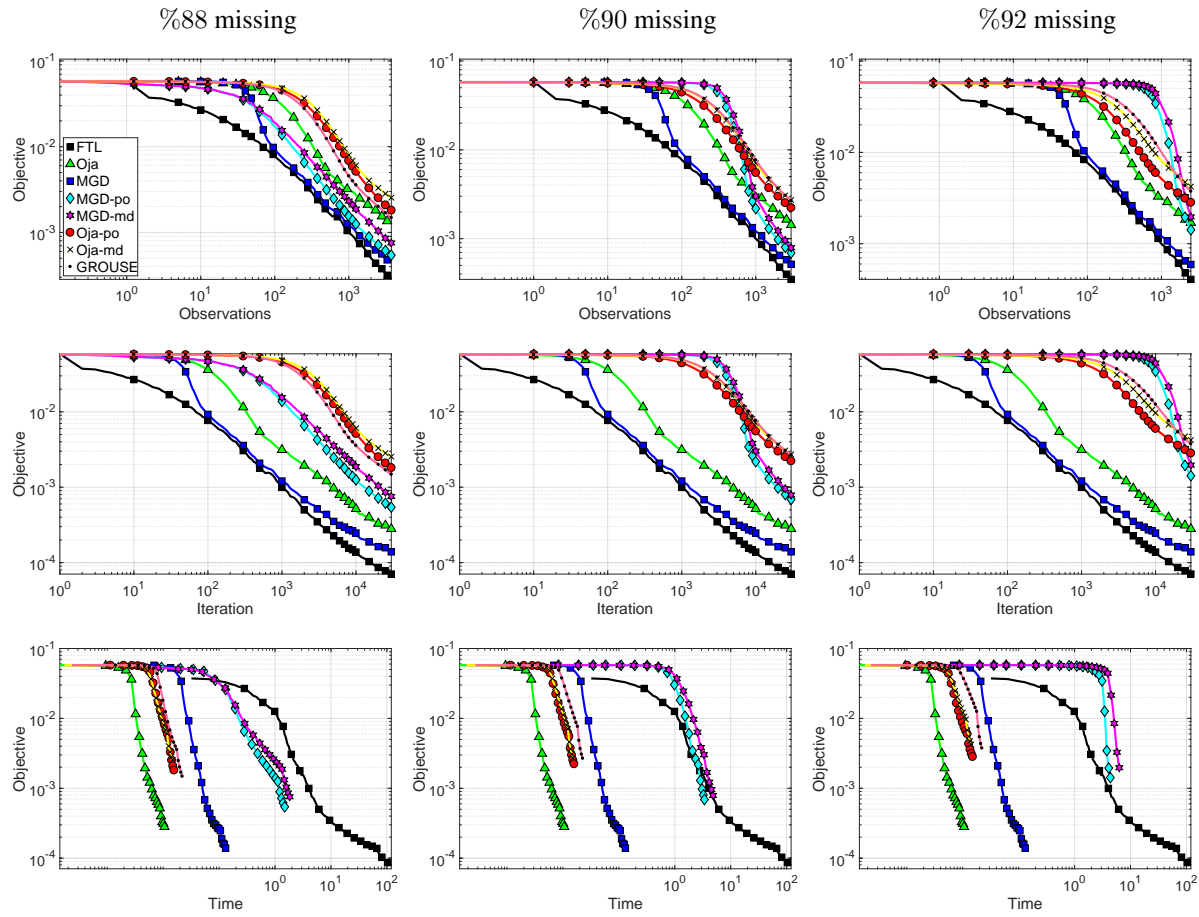 %88 missing
%90 missing
%92 missing
10^-1
10^-2
10^-3
Objective
FTL
Oja
MGD
MGD-po
MGD-md
Oja-po
Oja-md
GROUSE
10^0 10^1 10^2 10^3
Observations
10^-1
10^-2
10^-3
Objective
10^0 10^1 10^2 10^3
Observations
10^-1
10^-2
10^-3
Objective
10^0 10^1 10^2 10^3
Observations
10^-2
10^-3
10^-4
Objective
10^0 10^1 10^2 10^3 10^4
Iteration
10^-2
10^-3
10^-4
Objective
10^0 10^1 10^2 10^3 10^4
Iteration
10^-2
10^-3
10^-4
Objective
10^0 10^1 10^2 10^3 10^4
Iteration
10^-1
10^-2
10^-3
10^-4
Objective
10^0 10^2
Time
10^-1
10^-2
10^-3
10^-4
Objective
10^0 10^2
Time
10^-1
10^-2
10^-3
10^-4
Objective
10^0 10^1 10^2
Time